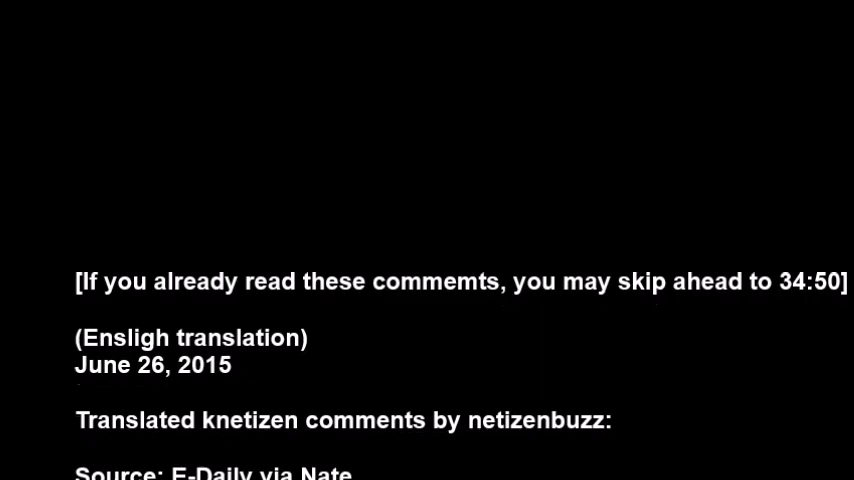 [If you already read these commemts, you may skip ahead to 34:50]
(Ensligh translation)
June 26, 2015
Translated knetizen comments by netizenbuzz:
Source: E-Daily via Nate